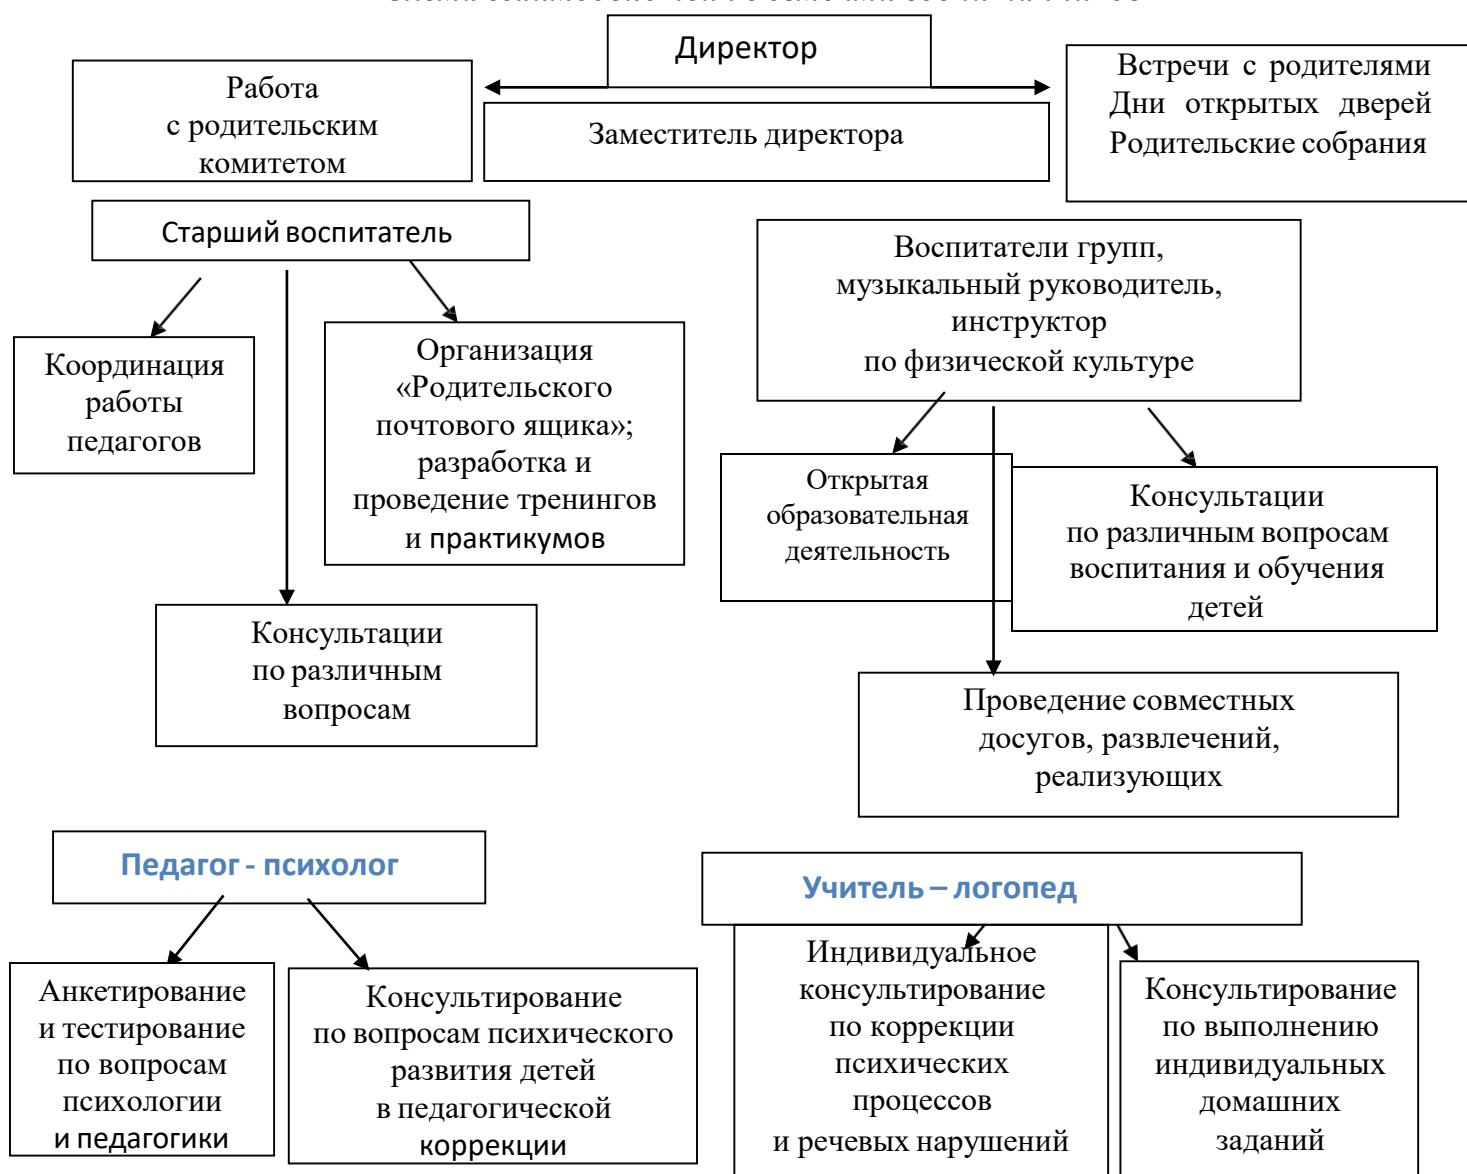 Директор
Работа
с родительским
комитетом
Заместитель директора
Встречи с родителями
Дни открытых дверей
Родительские собрания
Старший воспитатель
Координация
работы
педагогов
Организация
«Родительского
почтового ящика»;
разработка и
проведение тренингов
и практикумов
Консультации
по различным
вопросам
Воспитатели групп,
музыкальный руководитель,
инструктор
по физической культуре
Открытая
образовательная
деятельность
Консультации
по различным вопросам
воспитания и обучения
детей
Проведение совместных
досугов, развлечений,
реализующих
Педагог - психолог
Анкетирование
и тестирование
по вопросам
психологии
и педагогики
Консультирование
по вопросам психического
развития детей
в педагогической
коррекции
Учитель – логопед
Индивидуальное
консультирование
по коррекции
психических
процессов
и речевых нарушений
Консультирование
по выполнению
индивидуальных
домашних
заданий